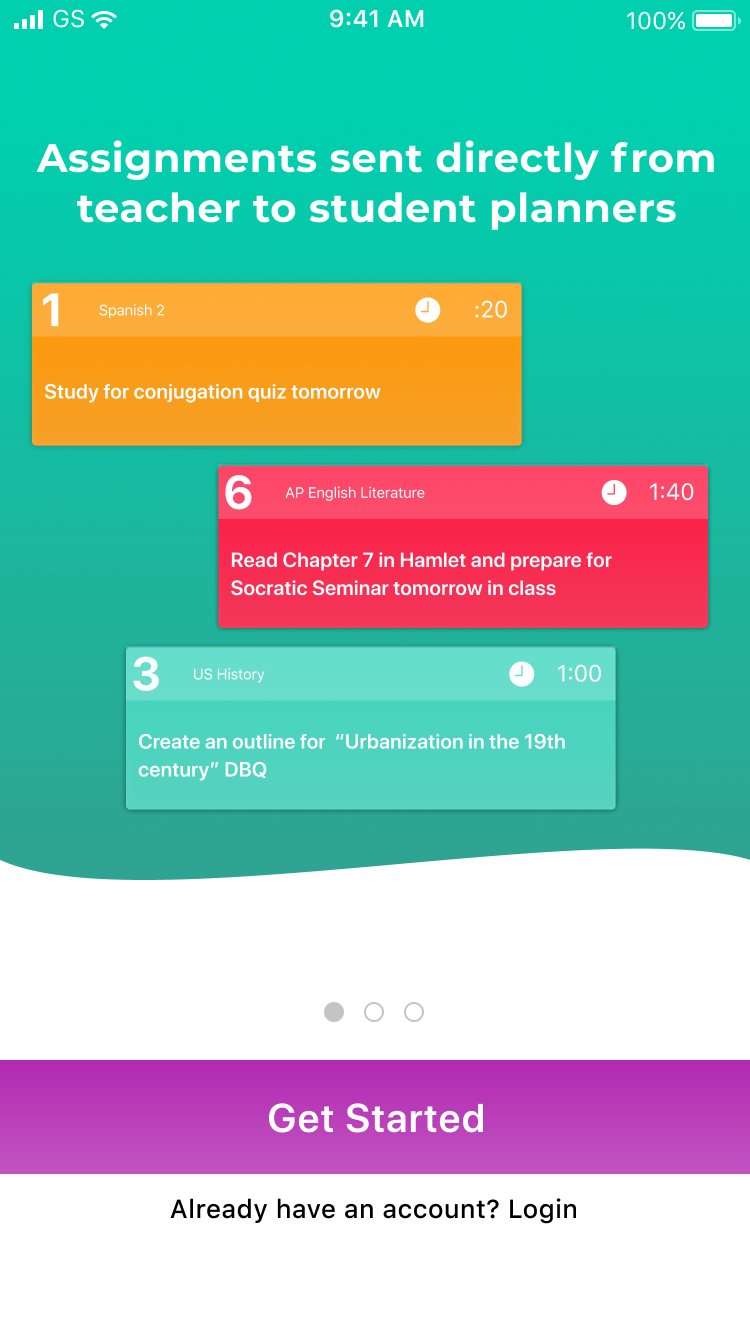 GS 9:41 AM 100%
Assignments sent directly from
teacher to student planners
1 Spanish 2 :20
Study for conjugation quiz tomorrow
6 AP English Literature 1:40
Read Chapter 7 in Hamlet and prepare for
Socratic Seminar tomorrow in class
3 US History 1:00
Create an outline for “Urbanization in the 19th
century” DBQ
Get Started
Already have an account? Login